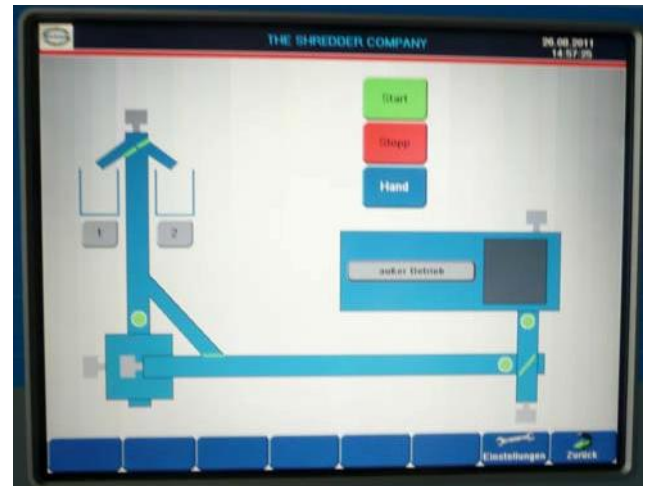 THE SHREDDER COMPANY
26.08.2011
14:57:25
Start
Stopp
Hand
1
2
außer Betrieb
Einstellungen
Zurück